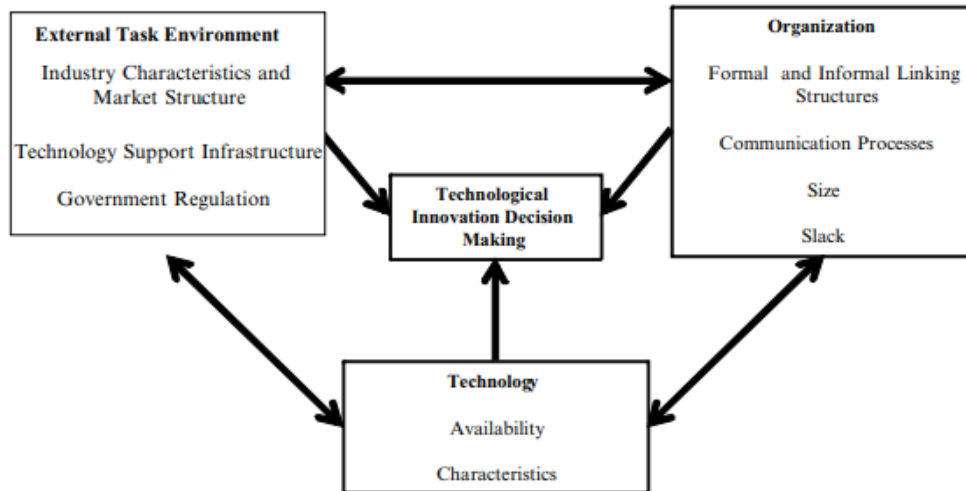 External Task Environment
Industry Characteristics and
Market Structure
Technology Support Infrastructure
Government Regulation
Organization
Formal and Informal Linking
Structures
Communication Processes
Size
Slack
Technological
Innovation Decision
Making
Technology
Availability
Characteristics